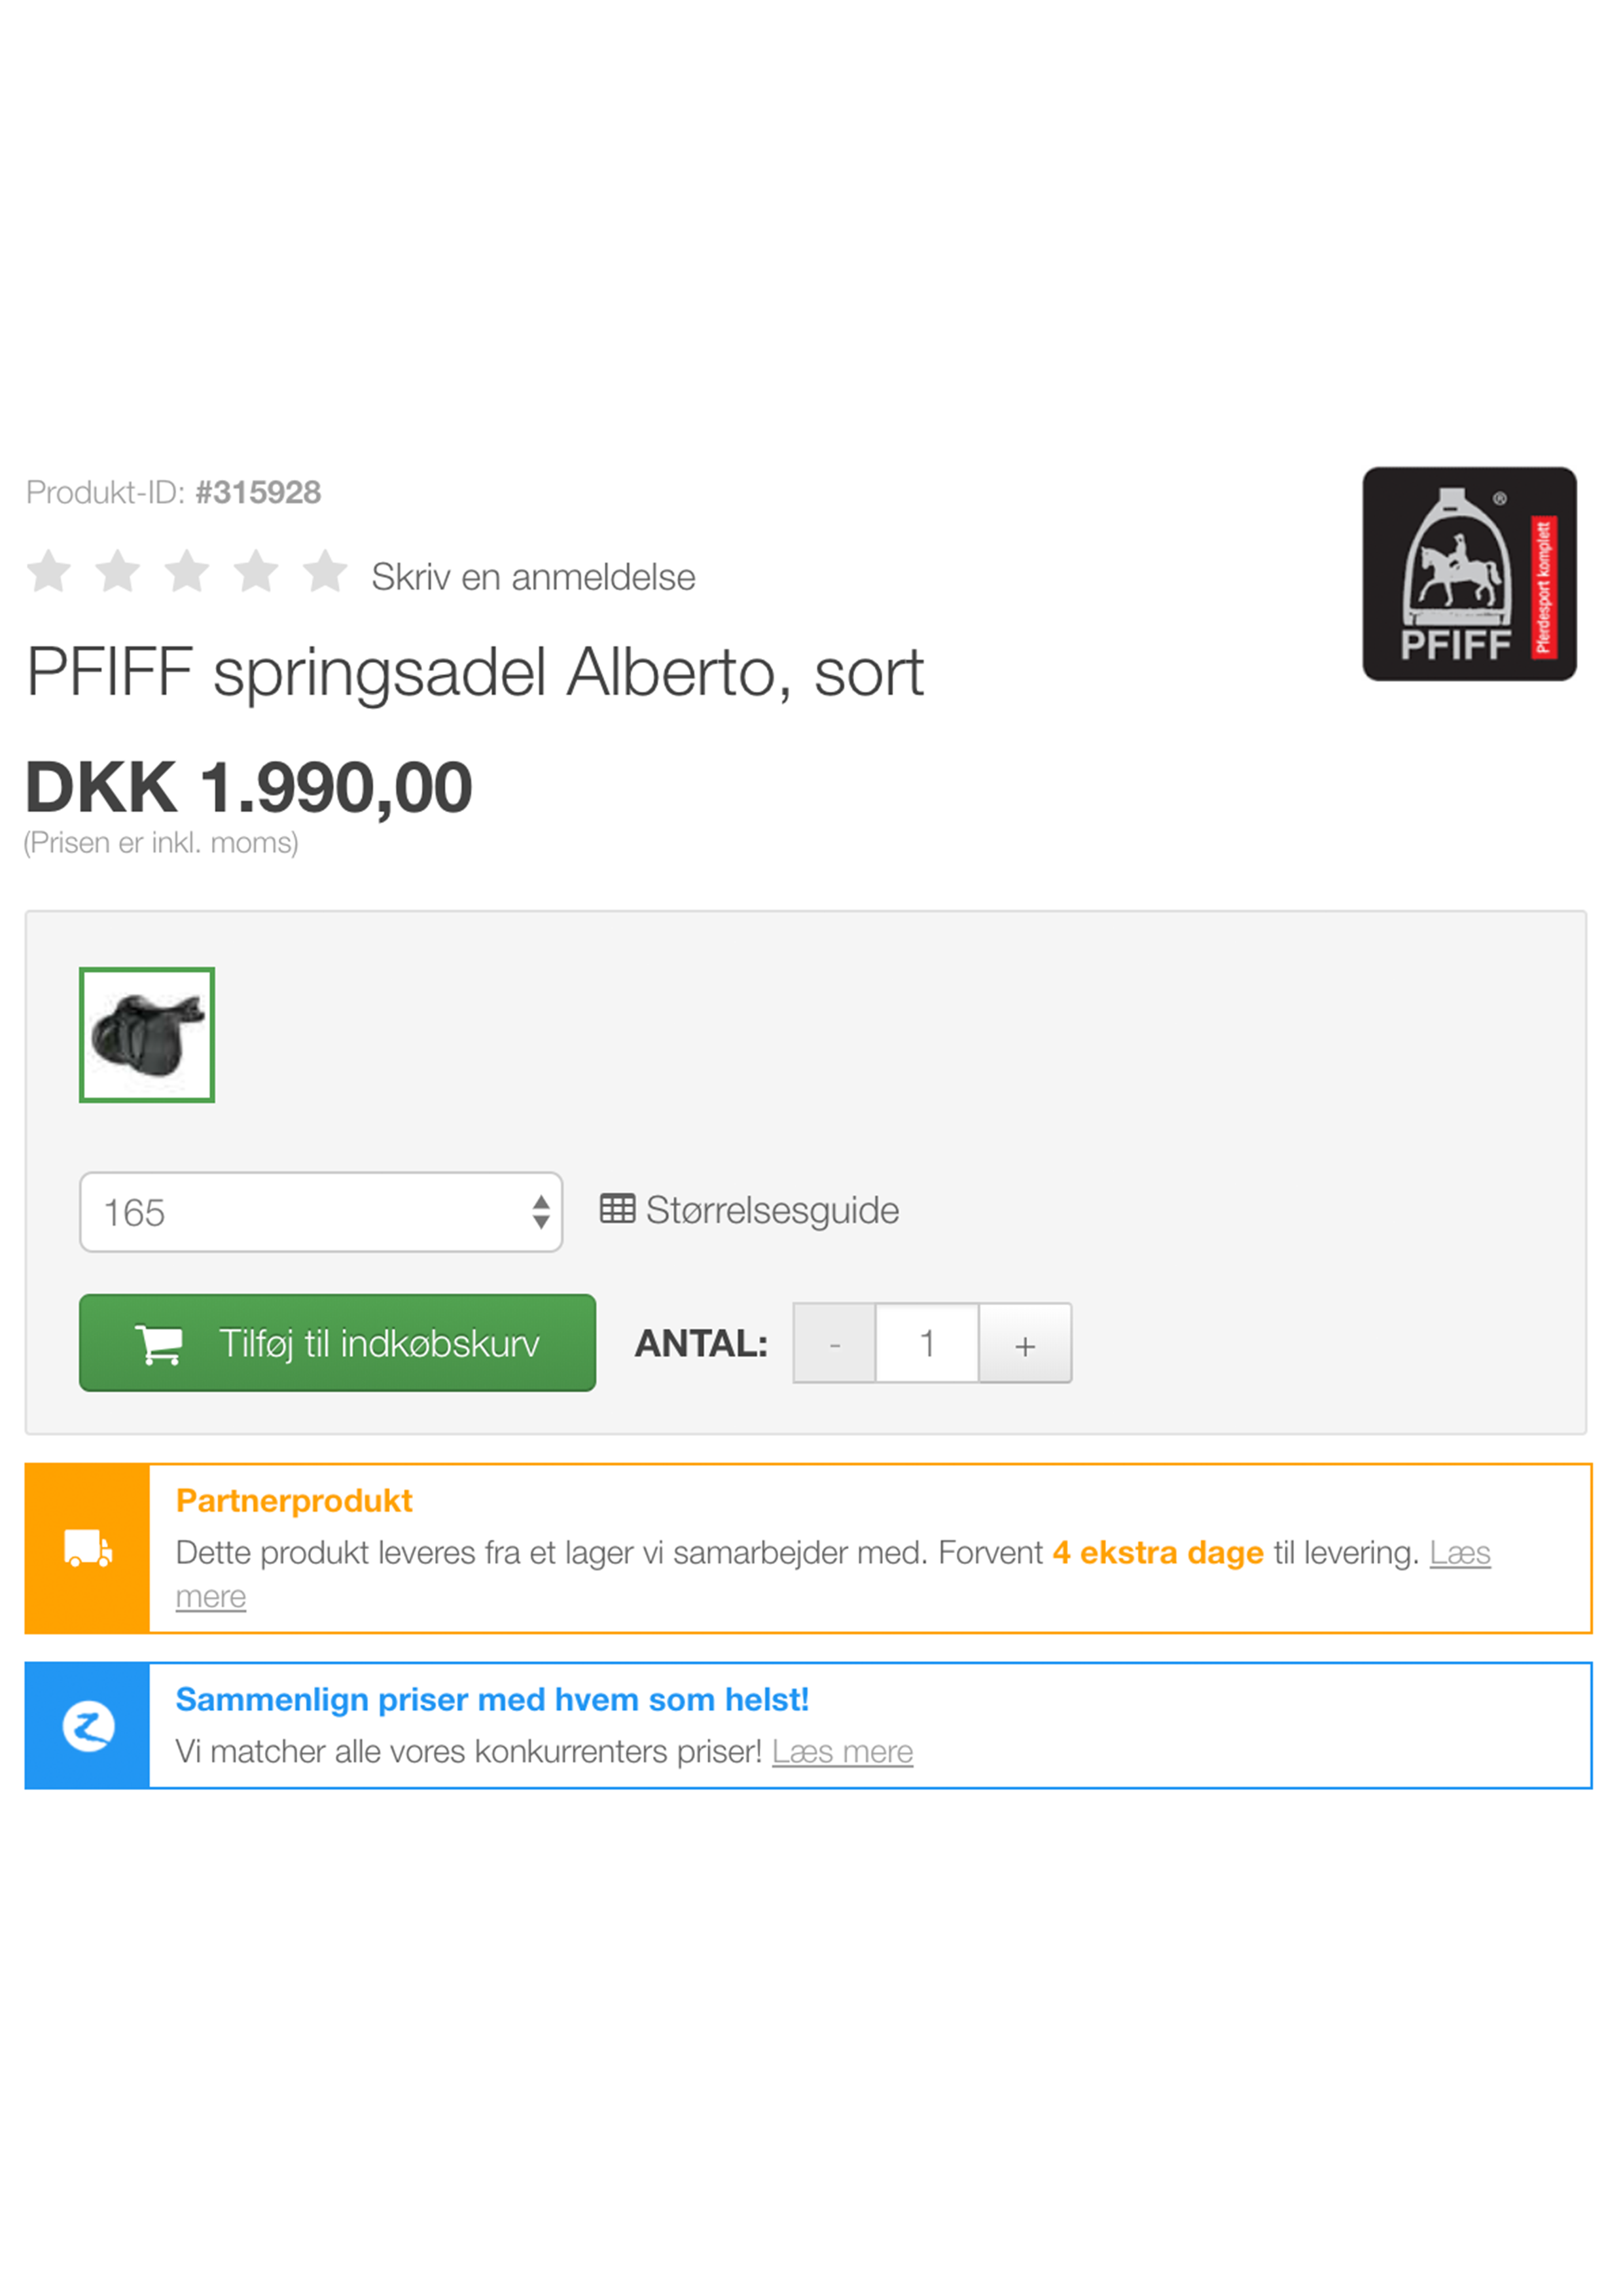 Produkt-ID: #315928
Skriv en anmeldelse
PFIFF springsadel Alberto, sort
®
PFIFF
Pferdesport komplett
DKK 1.990,00
(Prisen er inkl. moms)
165
Størrelsesguide
Tilføj til indkøbskurv
ANTAL: - 1 +
Partnerprodukt
Dette produkt leveres fra et lager vi samarbejder med. Forvent 4 ekstra dage til levering. Læs
mere
Sammenlign priser med hvem som helst!
Vi matcher alle vores konkurrenters priser! Læs mere